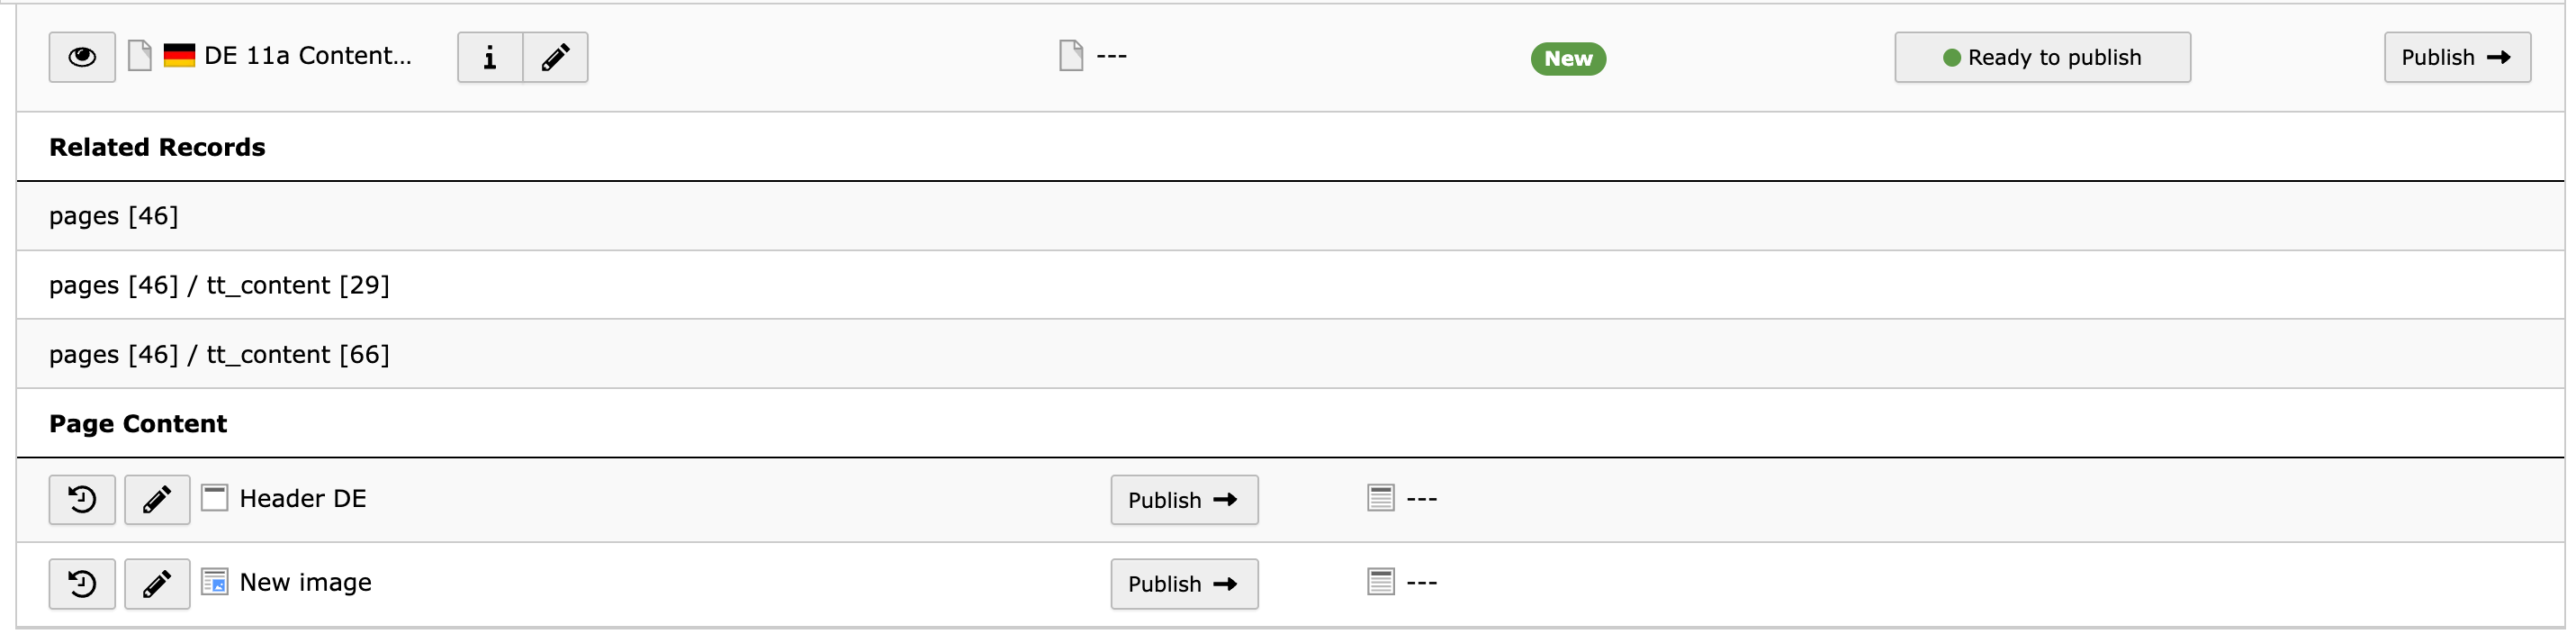 DE 11a Content... i --- New Ready to publish Publish →
Related Records
pages [46]
pages [46] / tt_content [29]
pages [46] / tt_content [66]
Page Content
Header DE Publish → ---
New image Publish → ---